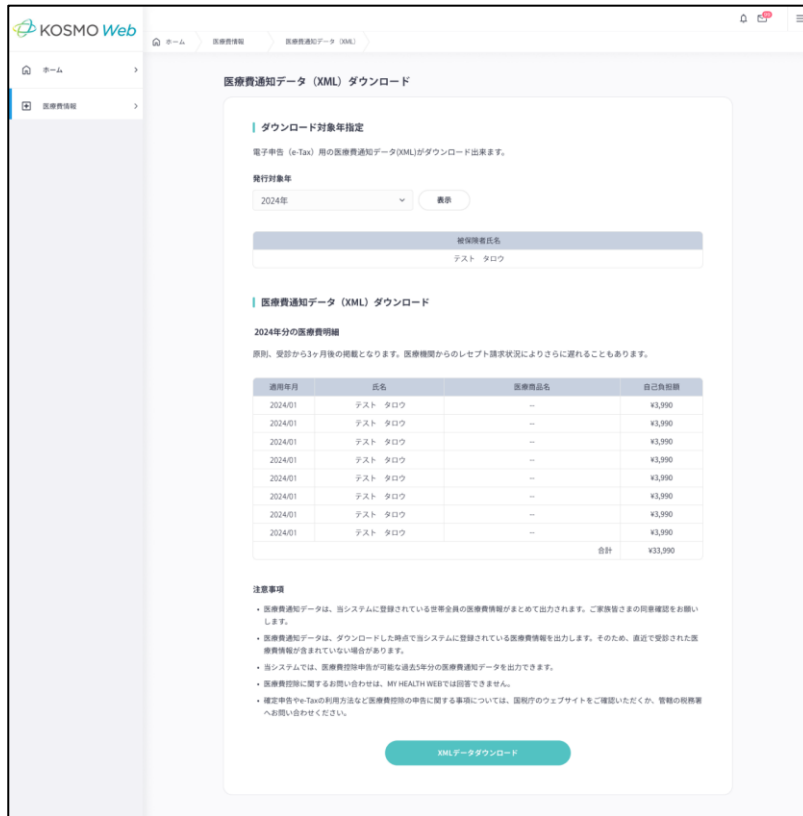 KOSMO Web
ホーム 医療費情報 医療費通知データ (XML)
ホーム
医療費情報
医療費通知データ（XML）ダウンロード
ダウンロード対象年指定
電子申告（e-Tax）用の医療費通知データ(XML)がダウンロード出来ます。
発行対象年
2024年 表示
被保険者氏名
テスト タロウ
医療費通知データ（XML）ダウンロード
2024年分の医療費明細
原則、受診から3ヶ月後の掲載となります。医療機関からのレセプト請求状況によりさらに遅れることもあります。
適用年月 氏名 医療商品名 自己負担額
2024/01 テスト タロウ -- ¥3,990
2024/01 テスト タロウ -- ¥3,990
2024/01 テスト タロウ -- ¥3,990
2024/01 テスト タロウ -- ¥3,990
2024/01 テスト タロウ -- ¥3,990
2024/01 テスト タロウ -- ¥3,990
2024/01 テスト タロウ -- ¥3,990
2024/01 テスト タロウ -- ¥3,990
合計 ¥33,990
注意事項
• 医療費通知データは、当システムに登録されている世帯全員の医療費情報がまとめて出力されます。ご家族皆さまの同意確認をお願い
します。
• 医療費通知データは、ダウンロードした時点で当システムに登録されている医療費情報を出力します。そのため、直近で受診された医
療費情報が含まれていない場合があります。
• 当システムでは、医療費控除申告が可能な過去5年分の医療費通知データを出力できます。
• 医療費控除に関するお問い合わせは、MY HEALTH WEBでは回答できません。
• 確定申告やe-Taxの利用方法など医療費控除の申告に関する事項については、国税庁のウェブサイトをご確認いただくか、管轄の税務署
へお問い合わせください。
XMLデータダウンロード